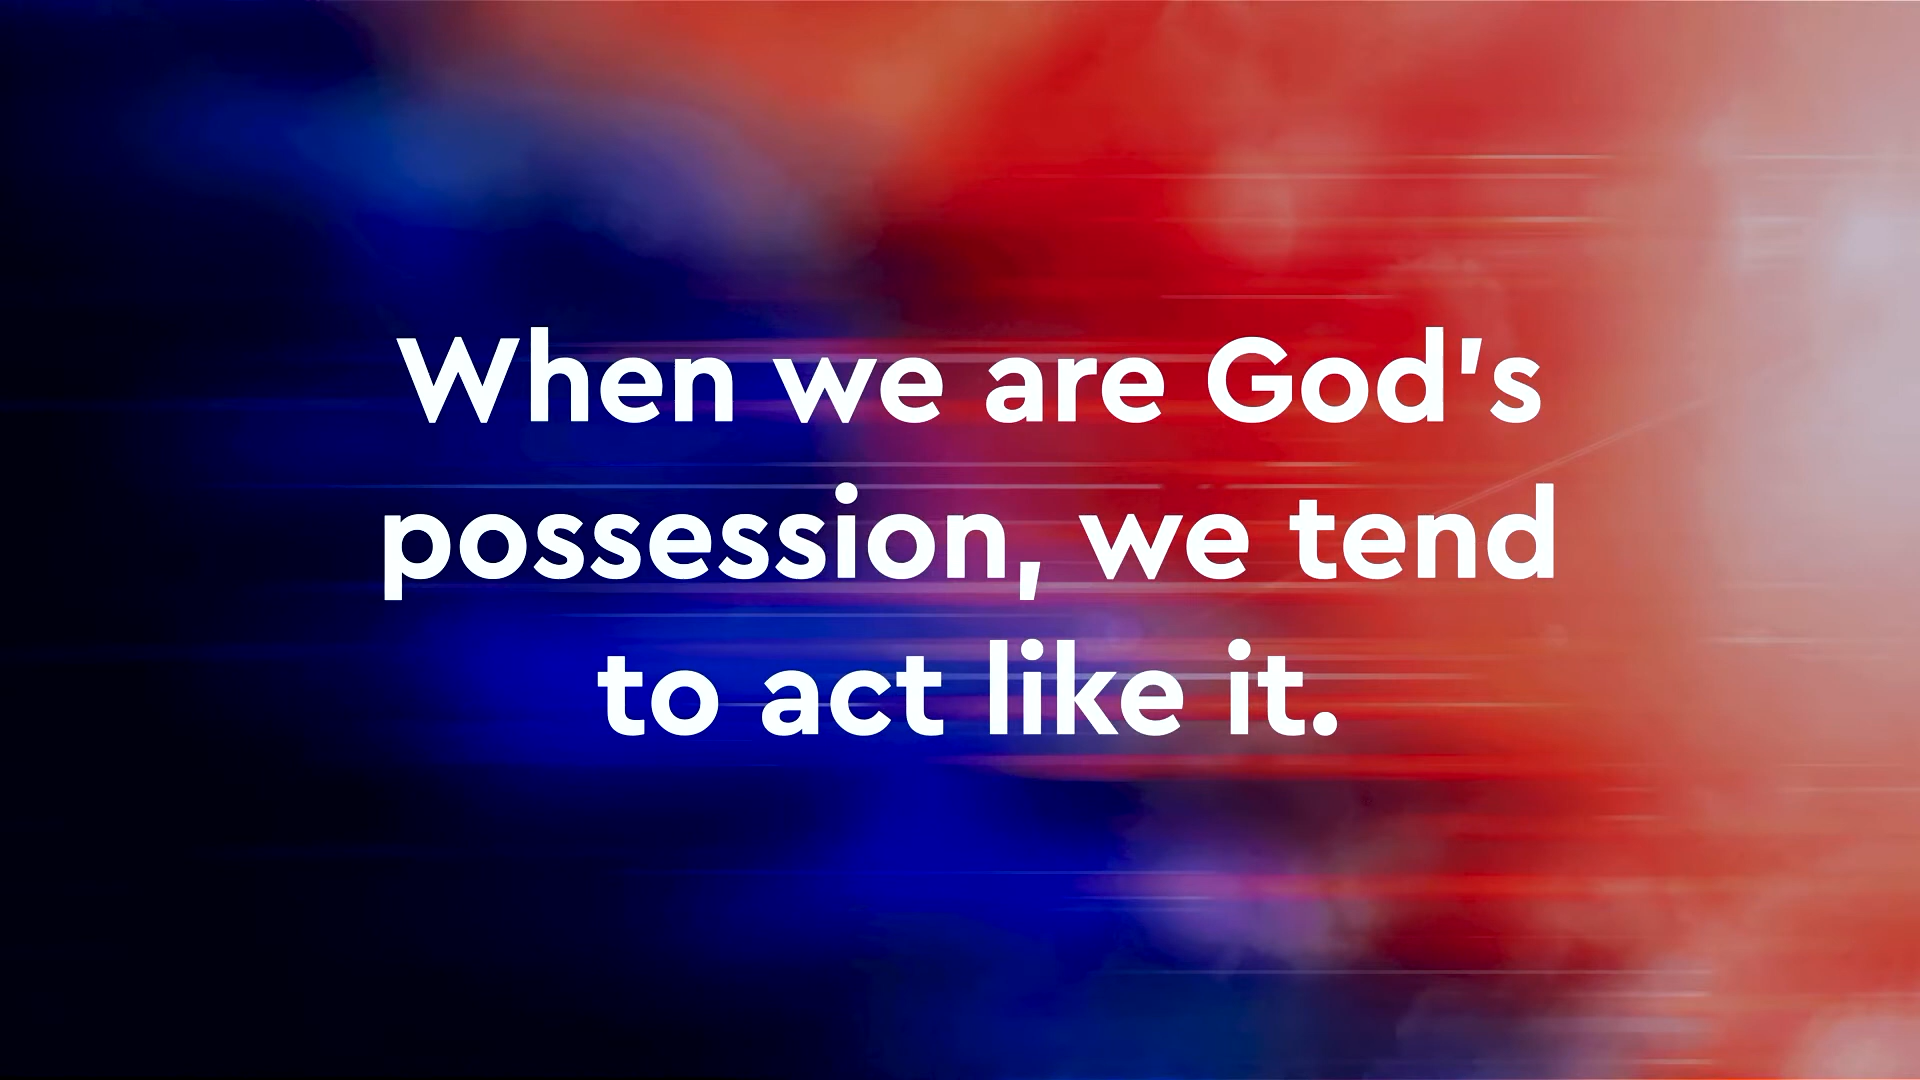 When we are God's
possession, we tend
to act like it.